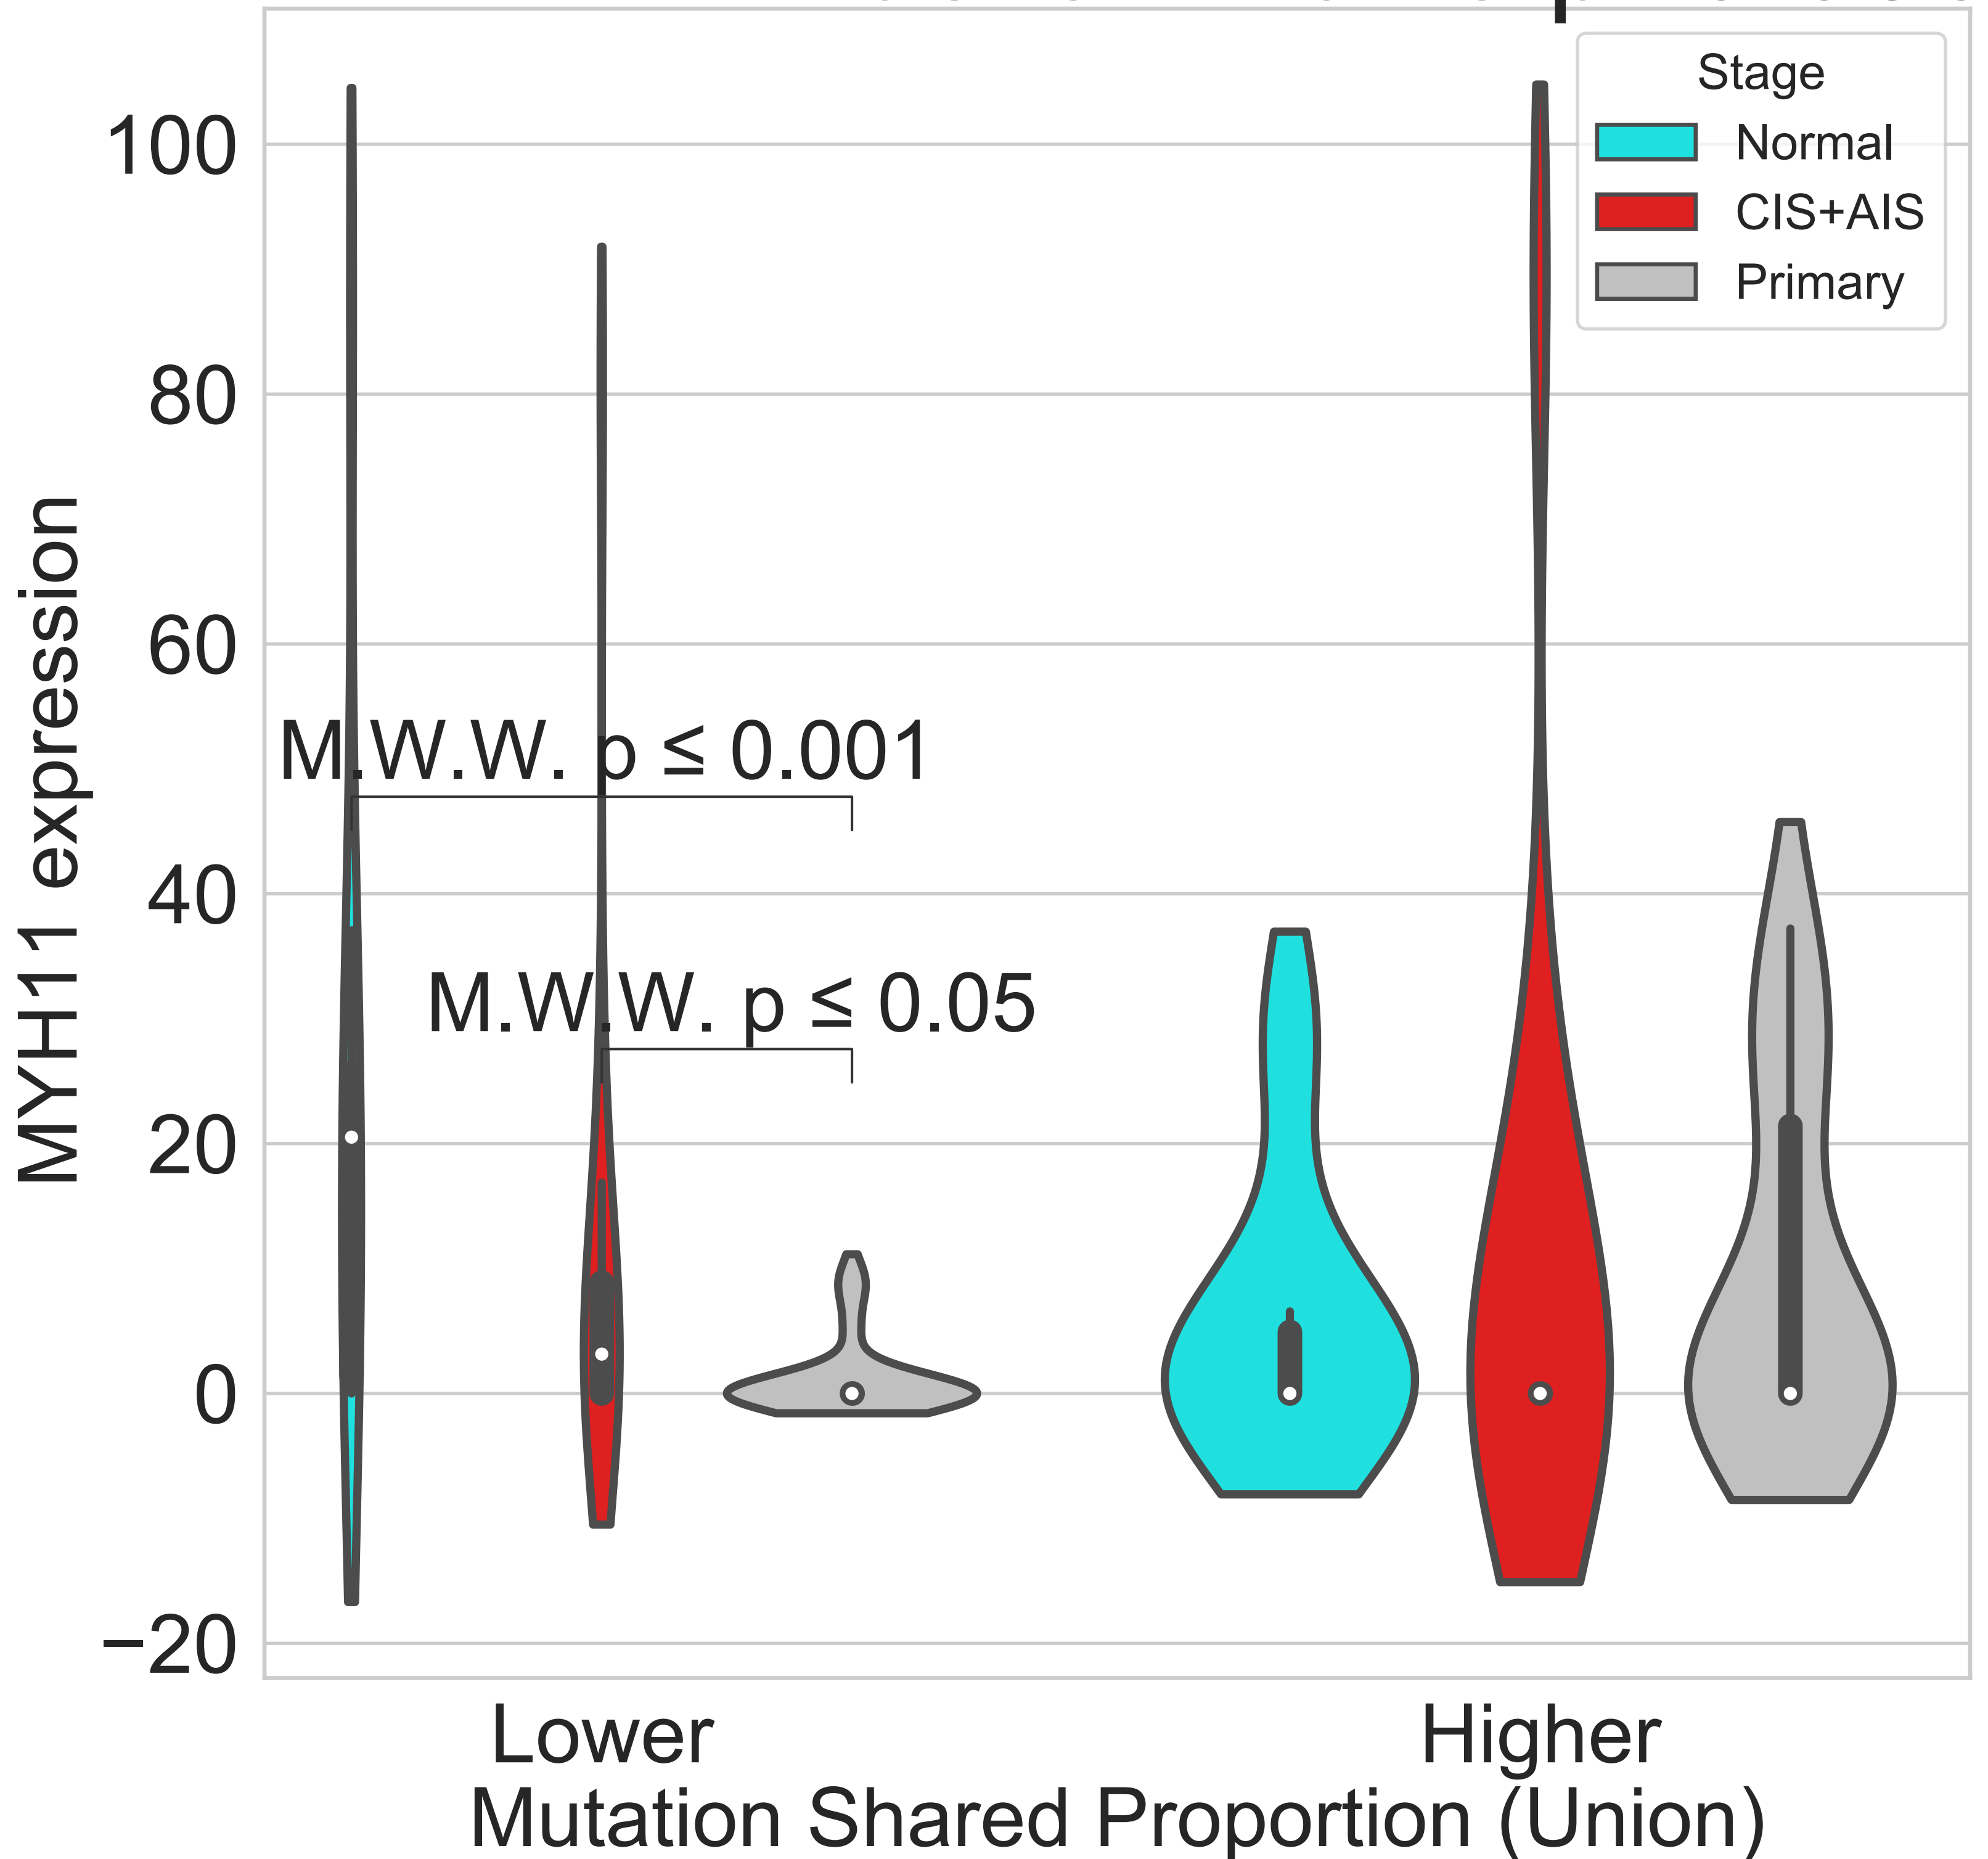 Stage
Normal
CIS+AIS
Primary
MYH11 expression
100
80
60
40
20
0
−20
M.W.W. p ≤ 0.001
M.W.W. p ≤ 0.05
Lower
Higher
Mutation Shared Proportion (Union)